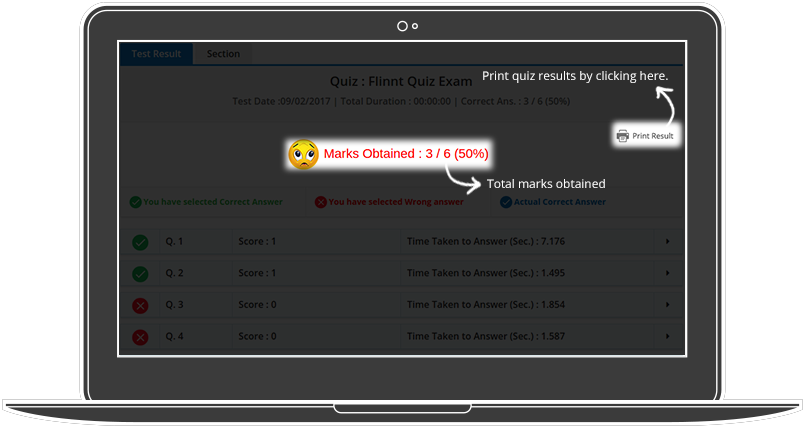 Test Result Section
Print quiz results by clicking here.
Quiz : Flinnt Quiz Exam
Test Date :09/02/2017 | Total Duration : 00:00:00 | Correct Ans. : 3 / 6 (50%)
Print Result
Marks Obtained : 3 / 6 (50%)
Total marks obtained
You have selected Correct Answer You have selected Wrong answer Actual Correct Answer
Q. 1 Score : 1 Time Taken to Answer (Sec.) : 7.176
Q. 2 Score : 1 Time Taken to Answer (Sec.) : 1.495
Q. 3 Score : 0 Time Taken to Answer (Sec.) : 1.854
Q. 4 Score : 0 Time Taken to Answer (Sec.) : 1.587